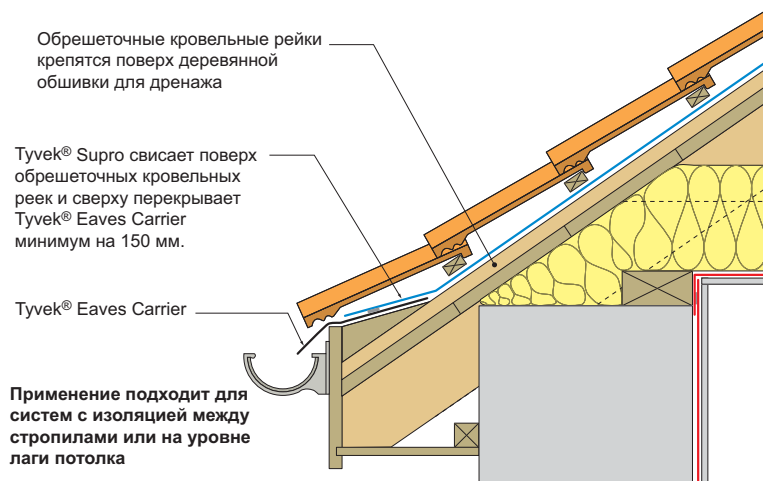 Обрешеточные кровельные рейки
крепятся поверх деревянной
обшивки для дренажа
Tyvek® Supro свисает поверх
обрешеточных кровельных
реек и сверху перекрывает
Tyvek® Eaves Carrier
минимум на 150 мм.
Tyvek® Eaves Carrier
Применение подходит для
систем с изоляцией между
стропилами или на уровне
лаги потолка